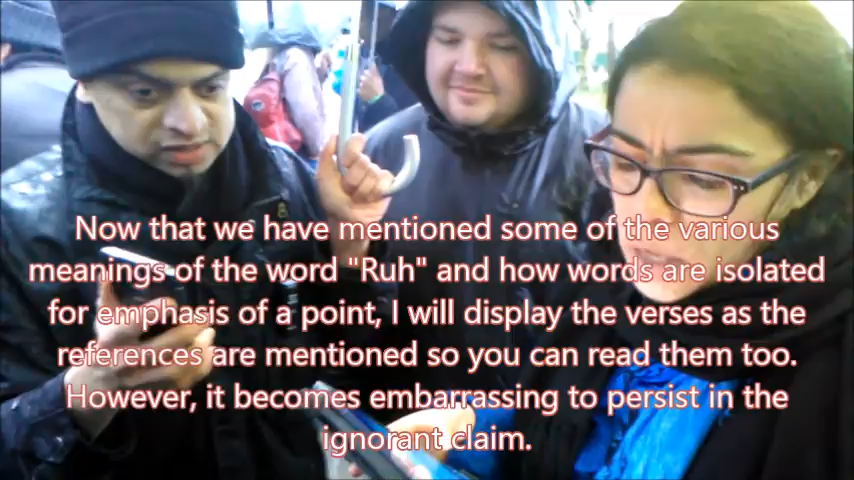 Now that we have mentioned some of the various
meanings of the word "Ruh" and how words are isolated
for emphasis of a point, I will display the verses as the
references are mentioned so you can read them too.
However, it becomes embarrassing to persist in the
ignorant claim.